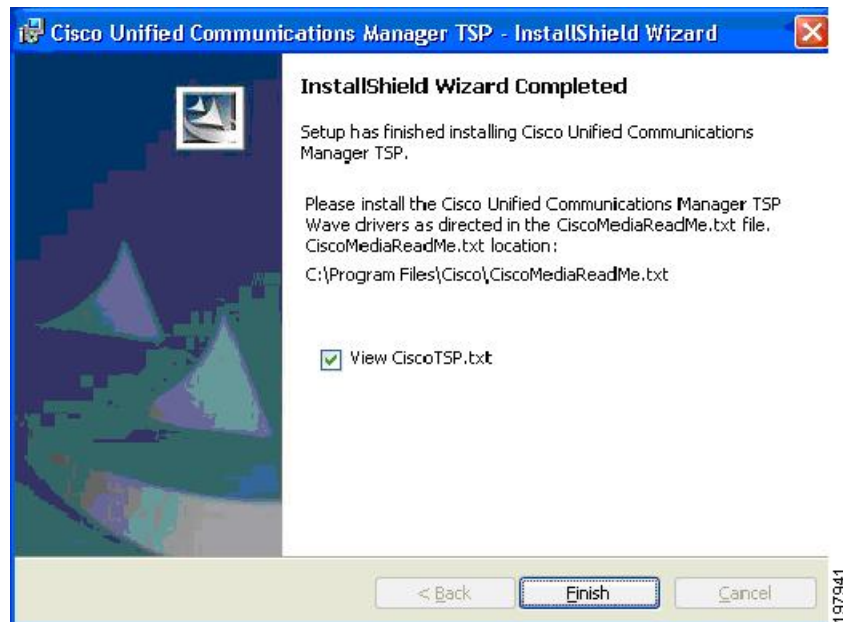 Cisco Unified Communications Manager TSP - InstallShield Wizard
InstallShield Wizard Completed
Setup has finished installing Cisco Unified Communications
Manager TSP.
Please install the Cisco Unified Communications Manager TSP
Wave drivers as directed in the CiscoMediaReadMe.txt file.
CiscoMediaReadMe.txt location:
C:\Program Files\Cisco\CiscoMediaReadMe.txt
View CiscoTSP.txt
< Back
Finish
Cancel
197941